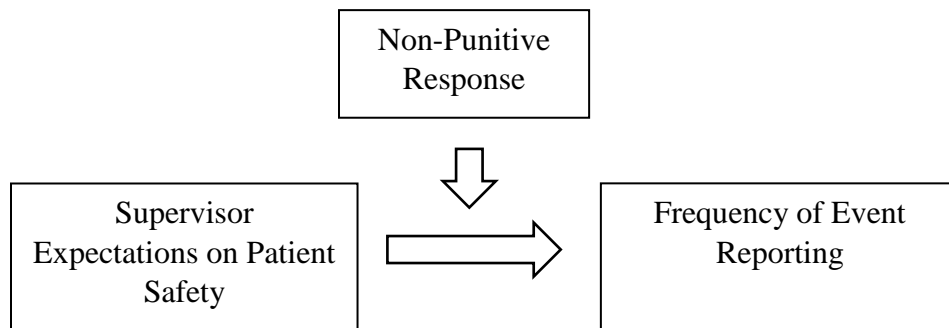 Non-Punitive
Response
Supervisor
Expectations on Patient
Safety
Frequency of Event
Reporting